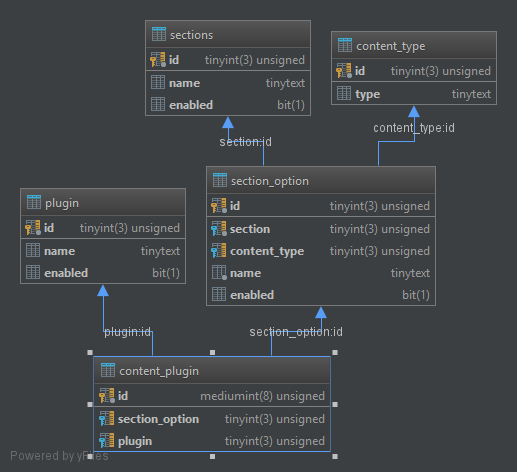 sections
id tinyint(3) unsigned
name tinytext
enabled bit(1)
content_type
id tinyint(3) unsigned
type tinytext
section:id
content_type:id
section_option
id tinyint(3) unsigned
section tinyint(3) unsigned
content_type tinyint(3) unsigned
name tinytext
enabled bit(1)
plugin
id tinyint(3) unsigned
name tinytext
enabled bit(1)
plugin:id
section_option:id
content_plugin
id mediumint(8) unsigned
section_option tinyint(3) unsigned
plugin tinyint(3) unsigned
Powered by yFiles